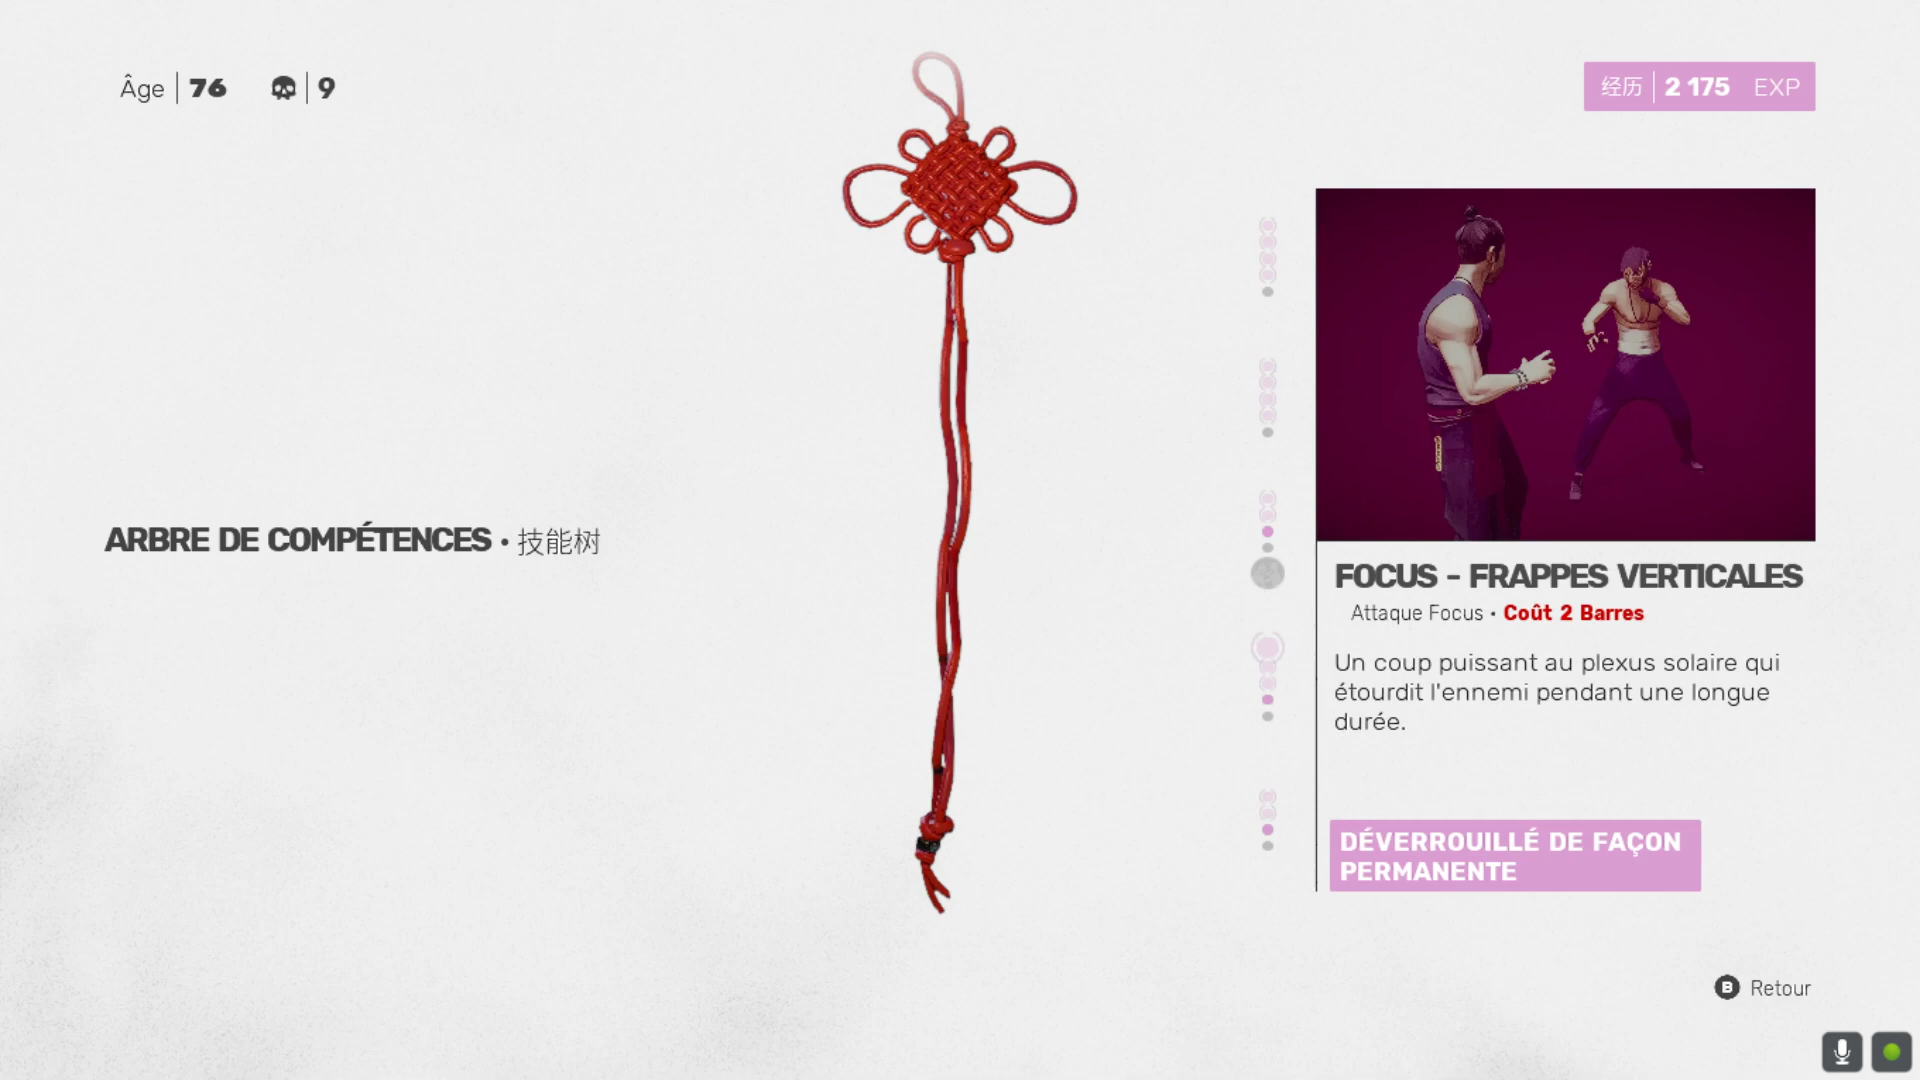 Âge 76 9
经历 2 175 EXP
ARBRE DE COMPÉTENCES • 技能树
FOCUS - FRAPPES VERTICALES
Attaque Focus • Coût 2 Barres
Un coup puissant au plexus solaire qui
étourdit l'ennemi pendant une longue
durée.
DÉVERROUILLÉ DE FAÇON
PERMANENTE
B Retour